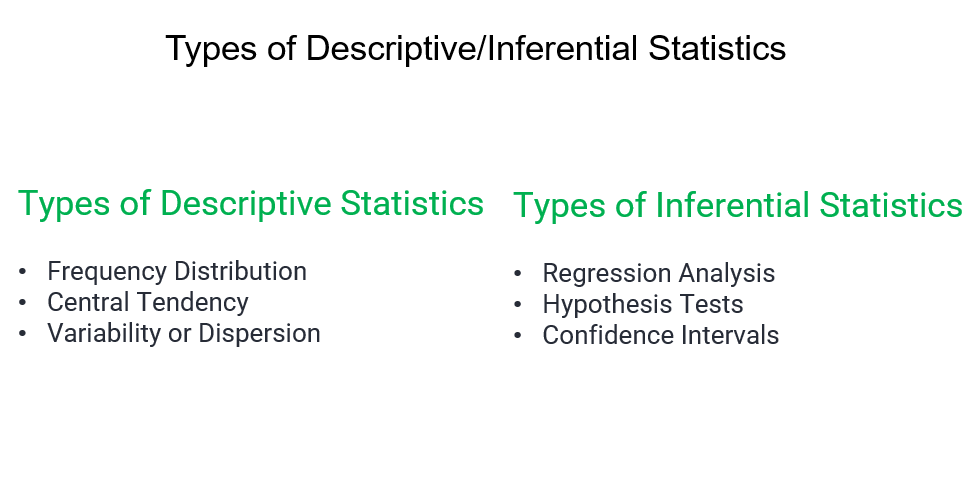 Types of Descriptive/Inferential Statistics
Types of Descriptive Statistics
• Frequency Distribution
• Central Tendency
• Variability or Dispersion
Types of Inferential Statistics
• Regression Analysis
• Hypothesis Tests
• Confidence Intervals